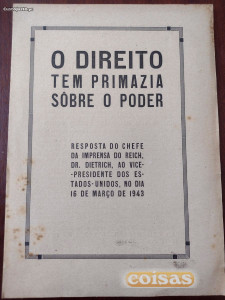 O DIREITO
TEM PRIMAZIA
SÔBRE O PODER
RESPOSTA DO CHEFE
DA IMPRENSA DO REICH,
DR. DIETRICH, AO VICE-
-PRESIDENTE DOS ES-
TADOS-UNIDOS, NO DIA
16 DE MARÇO DE 1943
coisas